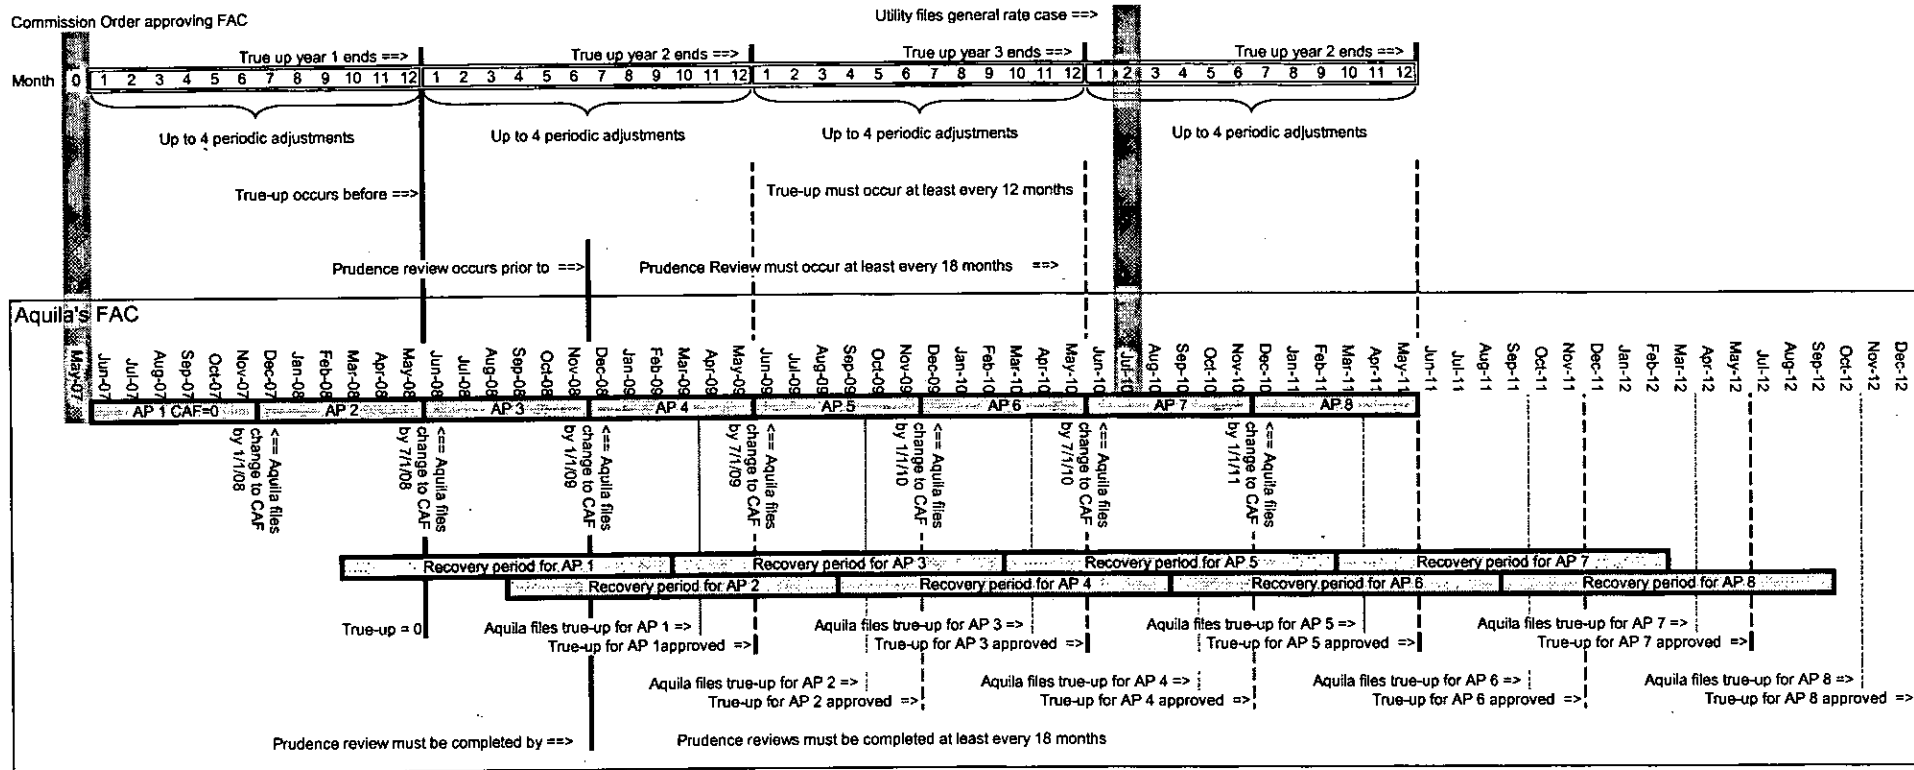 Commission Order approving FAC
Utility files general rate case ==>
True up year 1 ends ==>
True up year 2 ends ==>
True up year 3 ends ==>
True up year 2 ends ==>
Month 0 1 2 3 4 5 6 7 8 9 10 11 12 1 2 3 4 5 6 7 8 9 10 11 12 1 2 3 4 5 6 7 8 9 10 11 12 1 2 3 4 5 6 7 8 9 10 11 12
Up to 4 periodic adjustments
Up to 4 periodic adjustments
Up to 4 periodic adjustments
Up to 4 periodic adjustments
True-up occurs before ==>
True-up must occur at least every 12 months
Prudence review occurs prior to ==>
Prudence Review must occur at least every 18 months ==>
Aquila's FAC
May-07
Jun-07
Jul-07
Aug-07
Sep-07
Oct-07
Nov-07
Dec-07
Jan-08
Feb-08
Mar-08
Apr-08
May-08
Jun-08
Jul-08
Aug-08
Sep-08
Oct-08
Nov-08
Dec-08
Jan-09
Feb-09
Mar-09
Apr-09
May-09
Jun-09
Jul-09
Aug-09
Sep-09
Oct-09
Nov-09
Dec-09
Jan-10
Feb-10
Mar-10
Apr-10
May-10
Jun-10
Jul-10
Aug-10
Sep-10
Oct-10
Nov-10
Dec-10
Jan-11
Feb-11
Mar-11
Apr-11
May-11
Jun-11
Jul-11
Aug-11
Sep-11
Oct-11
Nov-11
Dec-11
Jan-12
Feb-12
Mar-12
Apr-12
May-12
Jul-12
Aug-12
Sep-12
Oct-12
Nov-12
Dec-12
AP 1 CAF=0
AP 2
AP 3
AP 4
AP 5
AP 6
AP 7
AP 8
<== Aquila files
change to CAF
by 1/1/08
<== Aquila files
change to CAF
by 7/1/08
<== Aquila files
change to CAF
by 1/1/09
<== Aquila files
change to CAF
by 7/1/09
<== Aquila files
change to CAF
by 1/1/10
<== Aquila files
change to CAF
by 7/1/10
<== Aquila files
change to CAF
by 1/1/11
Recovery period for AP 1
Recovery period for AP 3
Recovery period for AP 5
Recovery period for AP 7
Recovery period for AP 2
Recovery period for AP 4
Recovery period for AP 6
Recovery period for AP 8
True-up = 0
Aquila files true-up for AP 1 =>
True-up for AP 1approved =>
Aquila files true-up for AP 3 =>
True-up for AP 3 approved =>
Aquila files true-up for AP 5 =>
True-up for AP 5 approved =>
Aquila files true-up for AP 7 =>
True-up for AP 7 approved =>
Aquila files true-up for AP 2 =>
True-up for AP 2 approved =>
Aquila files true-up for AP 4 =>
True-up for AP 4 approved =>
Aquila files true-up for AP 6 =>
True-up for AP 6 approved =>
Aquila files true-up for AP 8 =>
True-up for AP 8 approved =>
Prudence review must be completed by ==>
Prudence reviews must be completed at least every 18 months